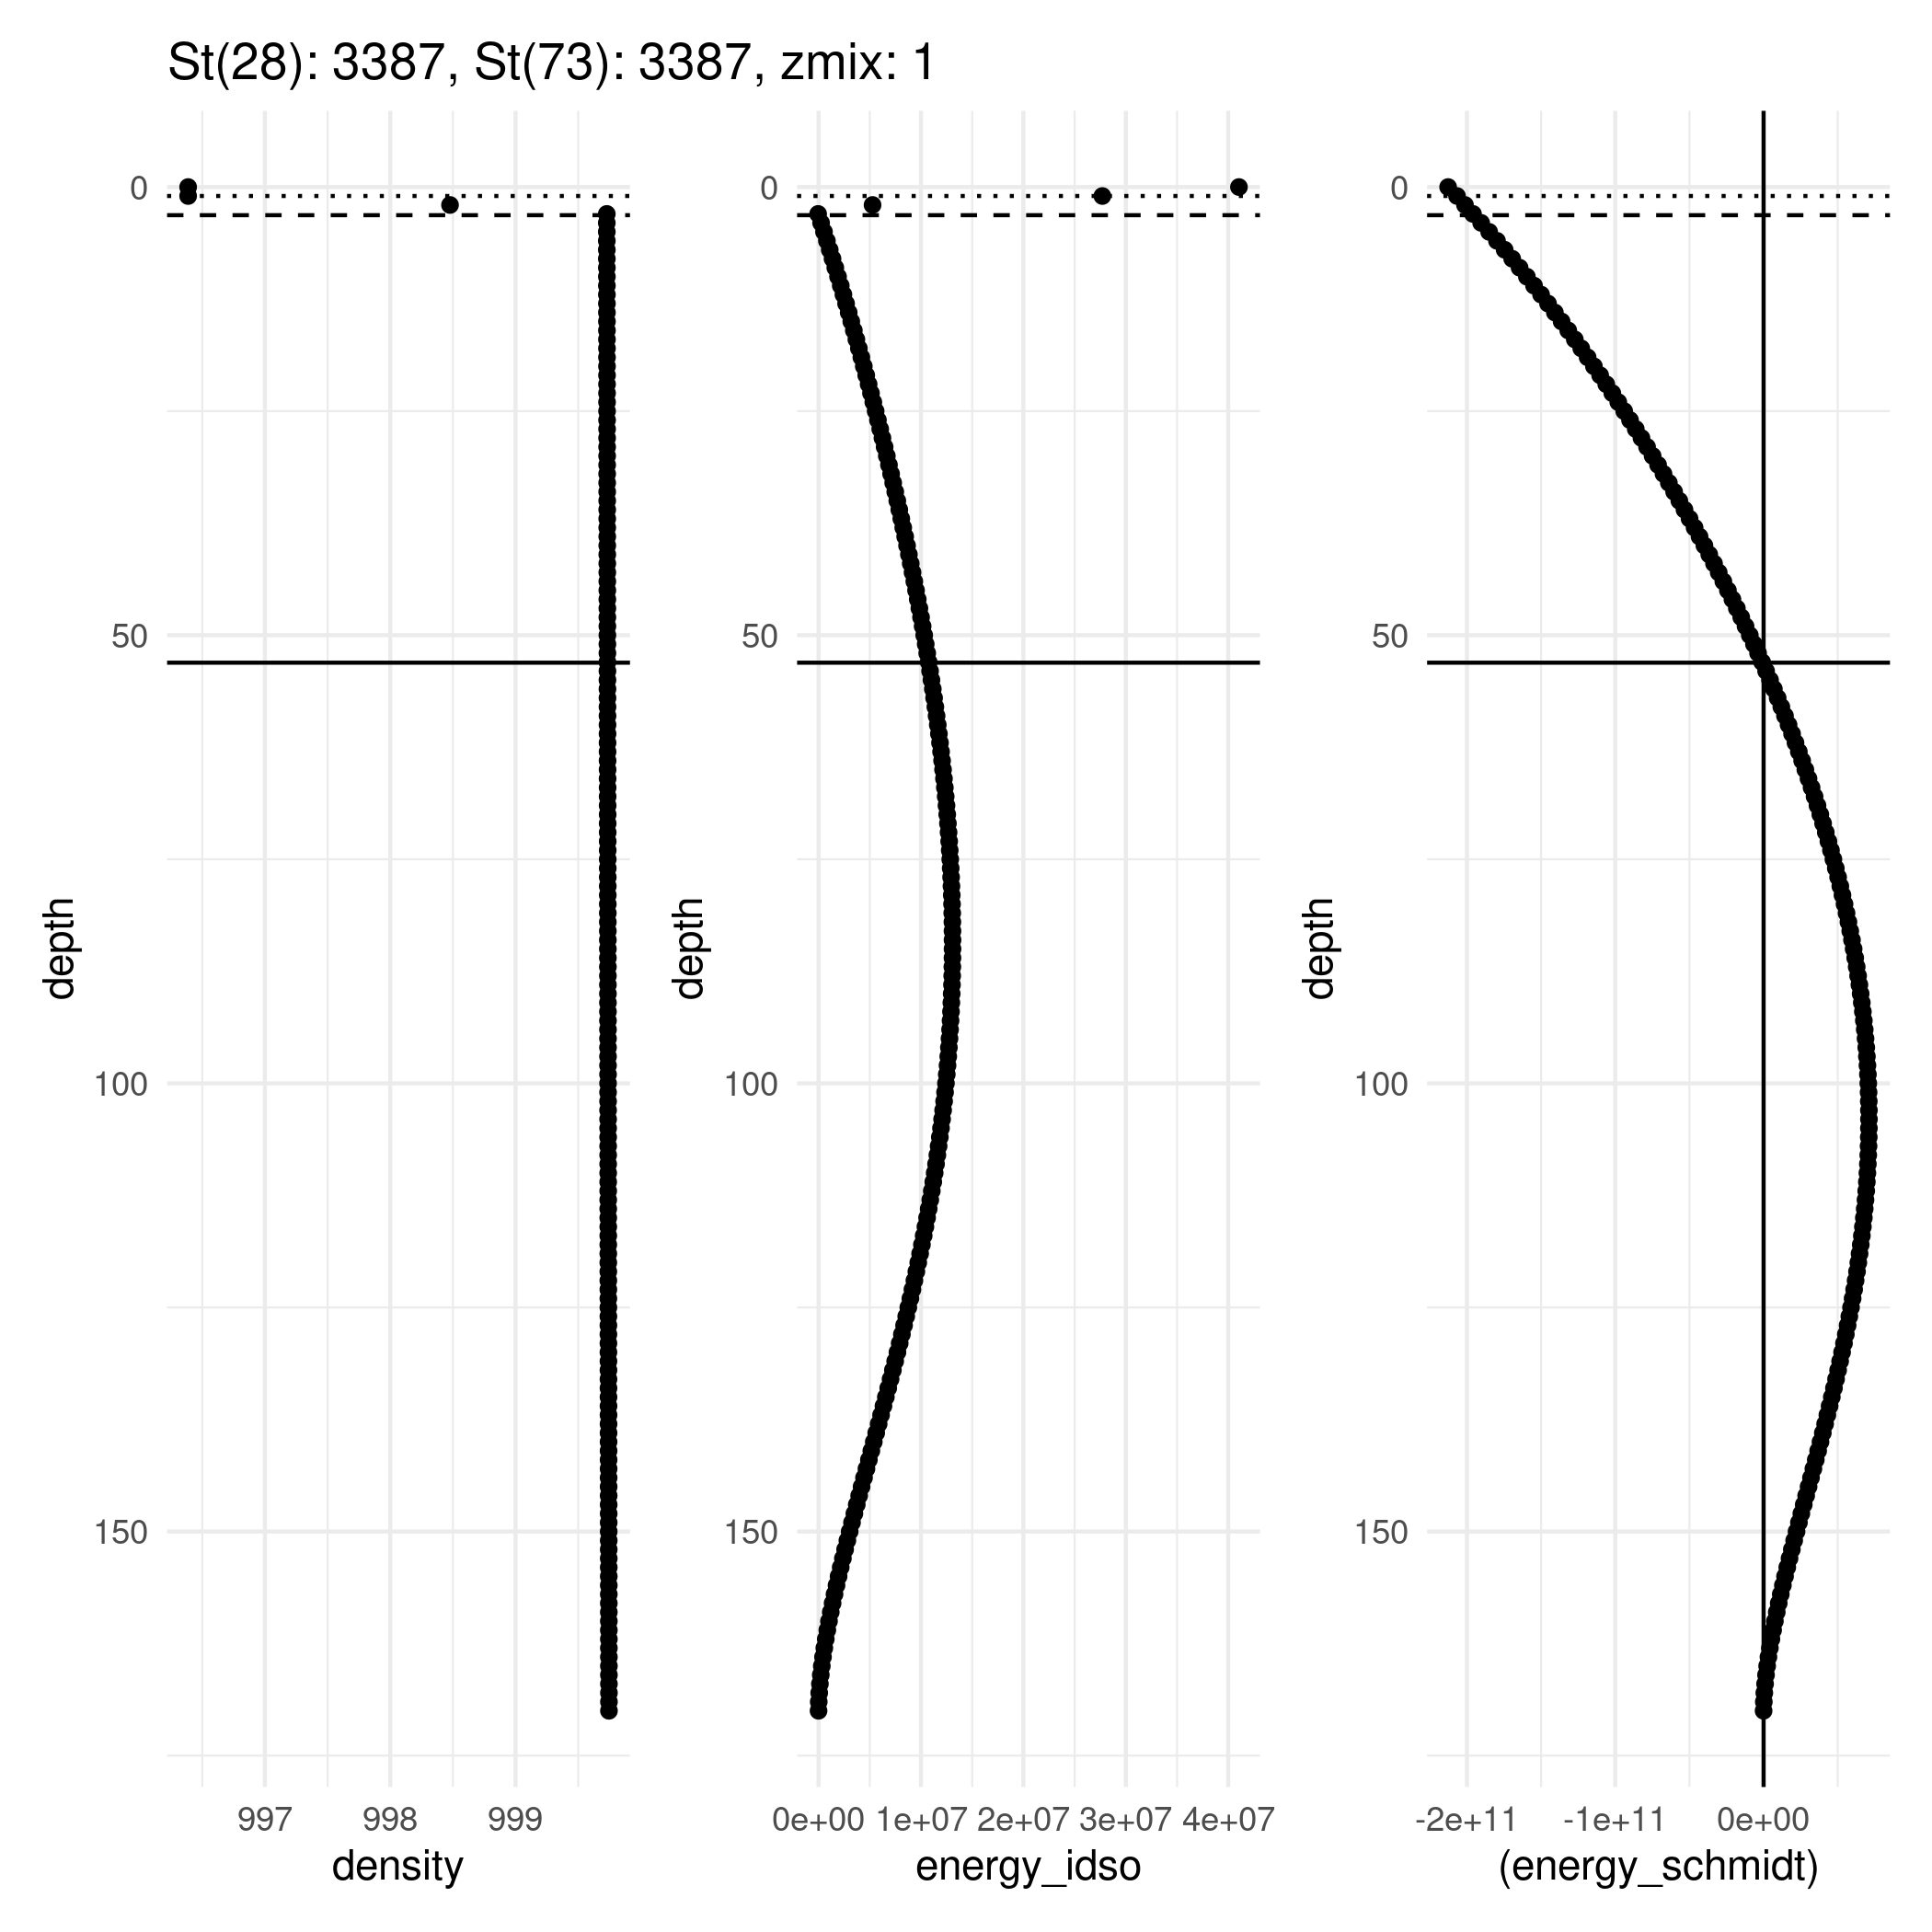 St(28): 3387, St(73): 3387, zmix: 1
0
50
100
150
depth
997 998 999
density
0
50
100
150
depth
0e+00 1e+07 2e+07 3e+07 4e+07
energy_idso
0
50
100
150
depth
-2e+11 -1e+11 0e+00
(energy_schmidt)